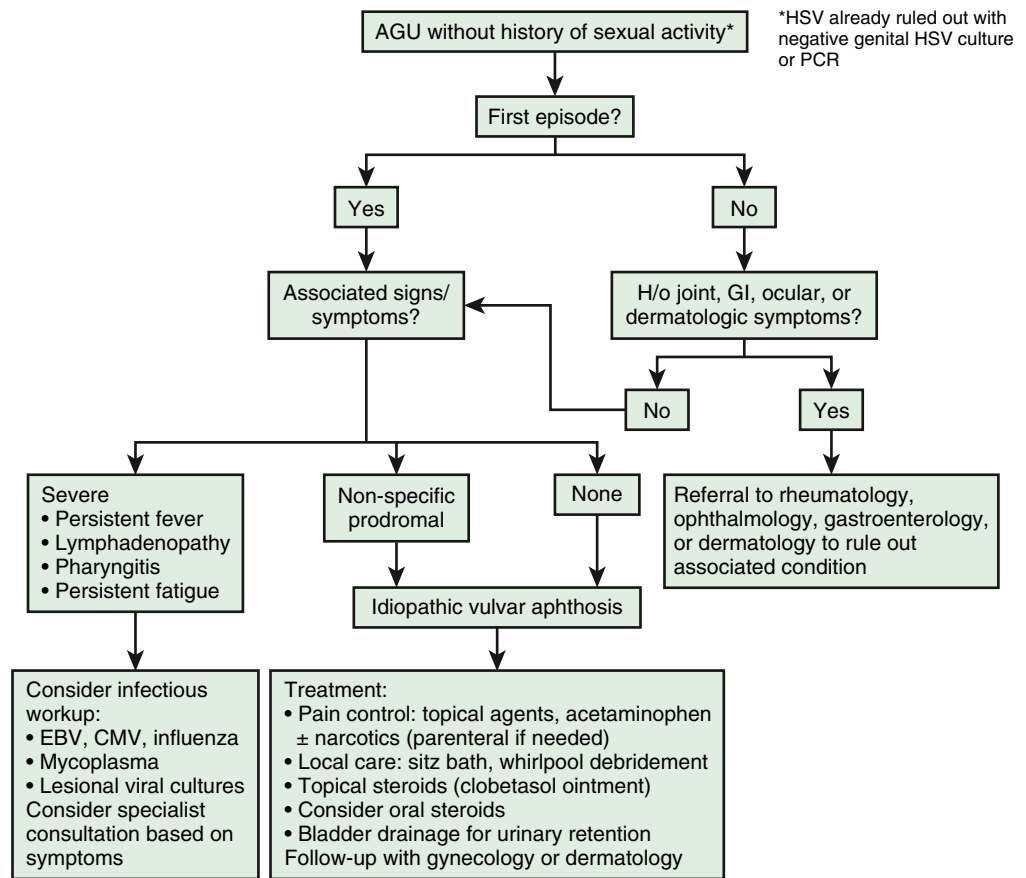 AGU without history of sexual activity*
*HSV already ruled out with
negative genital HSV culture
or PCR
First episode?
Yes
No
Associated signs/
symptoms?
H/o joint, GI, ocular, or
dermatologic symptoms?
No
Yes
Severe
• Persistent fever
• Lymphadenopathy
• Pharyngitis
• Persistent fatigue
Non-specific
prodromal
None
Referral to rheumatology,
ophthalmology, gastroenterology,
or dermatology to rule out
associated condition
Idiopathic vulvar aphthosis
Consider infectious
workup:
• EBV, CMV, influenza
• Mycoplasma
• Lesional viral cultures
Consider specialist
consultation based on
symptoms
Treatment:
• Pain control: topical agents, acetaminophen
± narcotics (parenteral if needed)
• Local care: sitz bath, whirlpool debridement
• Topical steroids (clobetasol ointment)
• Consider oral steroids
• Bladder drainage for urinary retention
Follow-up with gynecology or dermatology